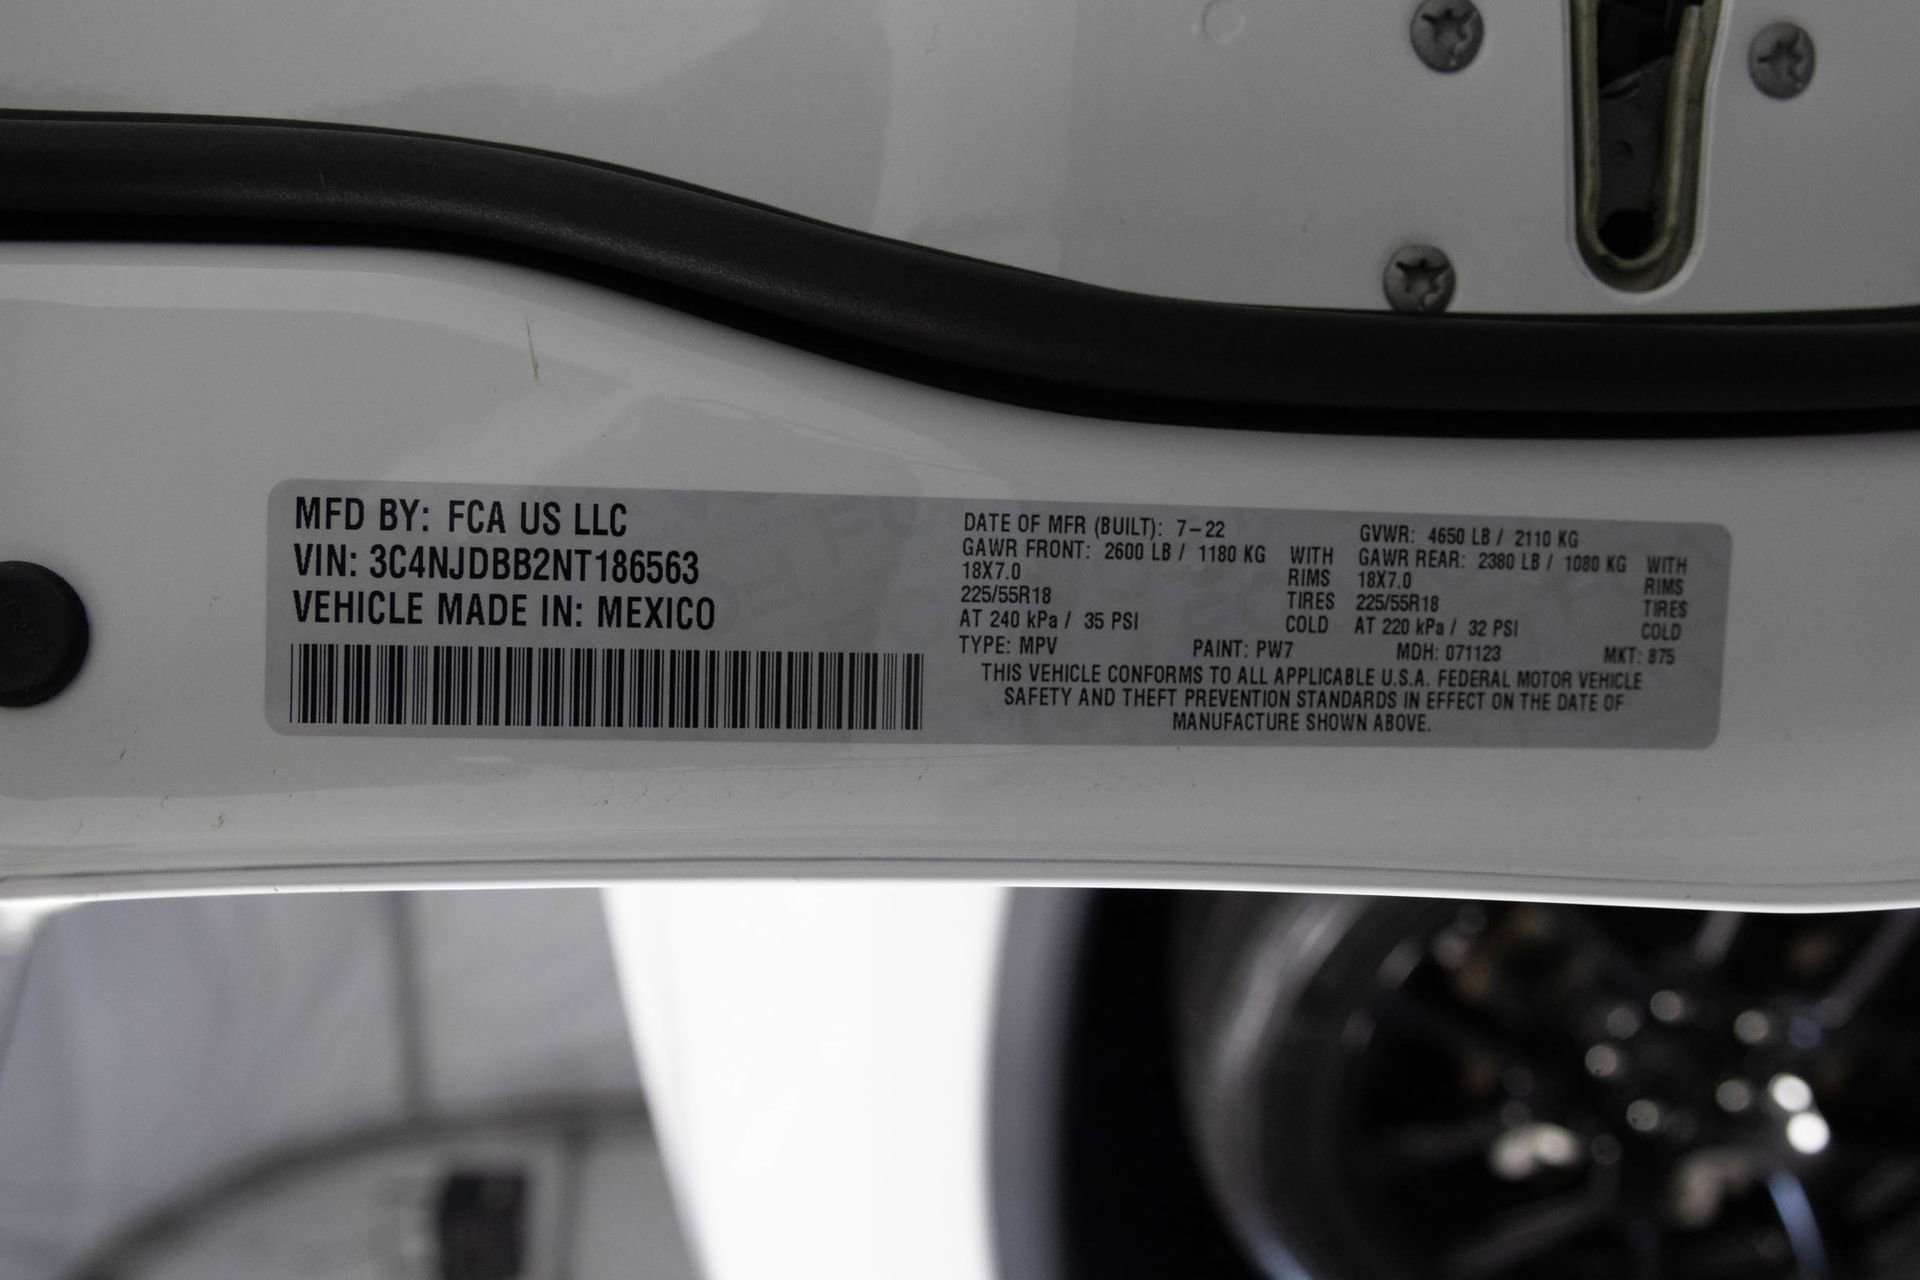 MFD BY: FCA US LLC
VIN: 3C4NJDBB2NT186563
VEHICLE MADE IN: MEXICO
DATE OF MFR (BUILT): 7-22 GVWR: 4650 LB / 2110 KG
GAWR FRONT: 2600 LB / 1180 KG WITH GAWR REAR: 2380 LB / 1080 KG WITH
18X7.0 RIMS 18X7.0 RIMS
225/55R18 TIRES 225/55R18 TIRES
AT 240 kPa / 35 PSI COLD AT 220 kPa / 32 PSI COLD
TYPE: MPV PAINT: PW7 MDH: 071123 MKT: 875
THIS VEHICLE CONFORMS TO ALL APPLICABLE U.S.A. FEDERAL MOTOR VEHICLE
SAFETY AND THEFT PREVENTION STANDARDS IN EFFECT ON THE DATE OF
MANUFACTURE SHOWN ABOVE.